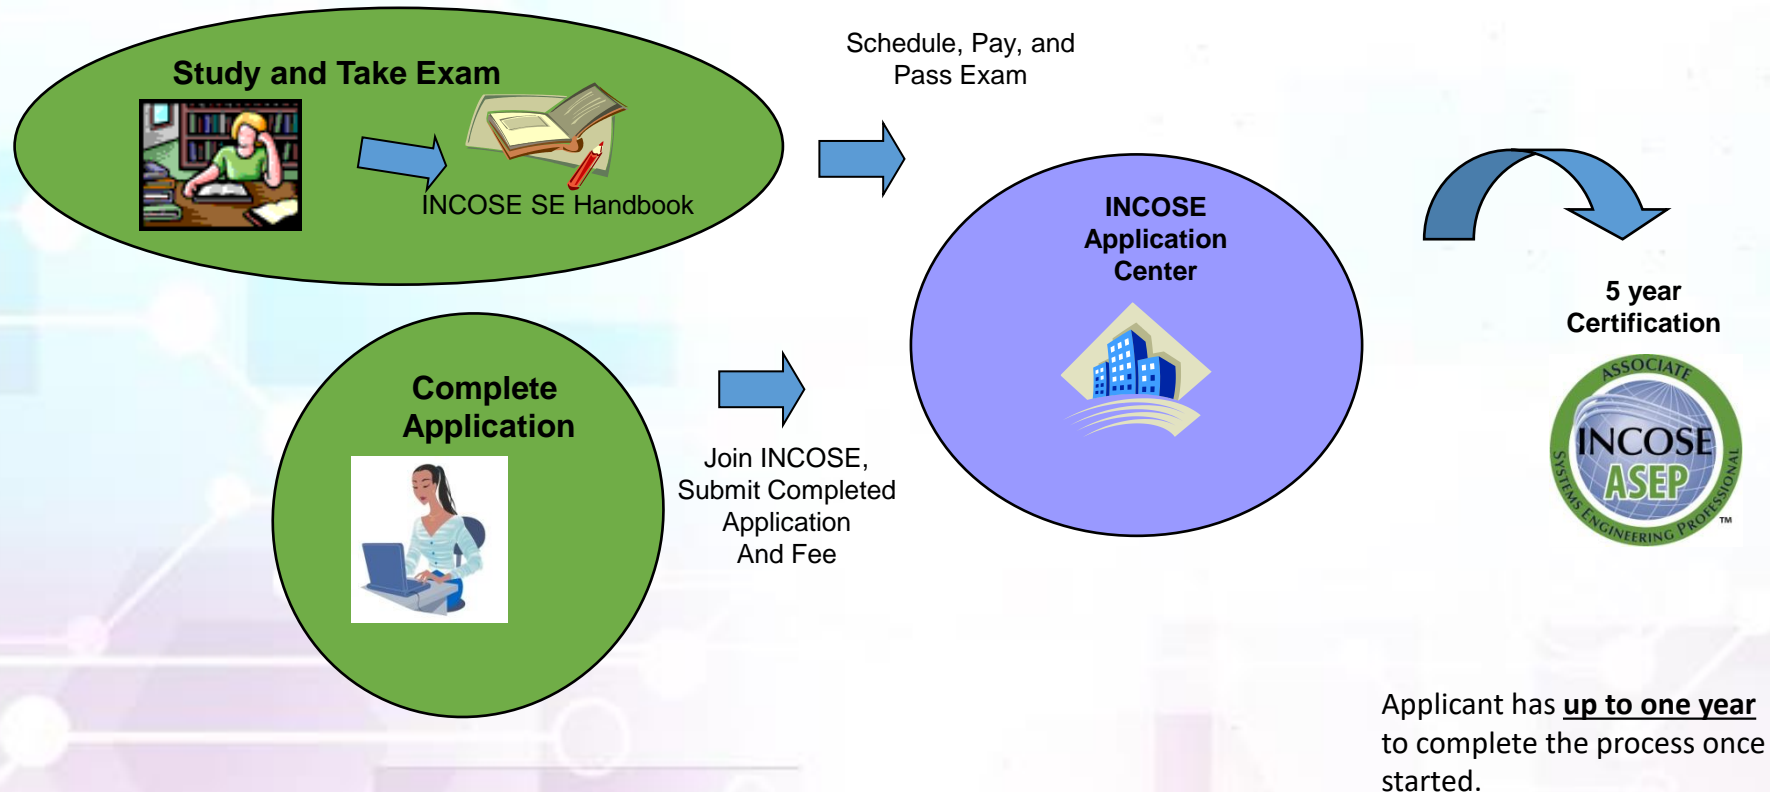 Study and Take Exam
INCOSE SE Handbook
Schedule, Pay, and
Pass Exam
INCOSE
Application
Center
Complete
Application
Join INCOSE,
Submit Completed
Application
And Fee
5 year
Certification
ASSOCIATE
INCOSE
ASEP
SYSTEMS ENGINEERING PROFESSIONAL
TM
Applicant has up to one year
to complete the process once
started.